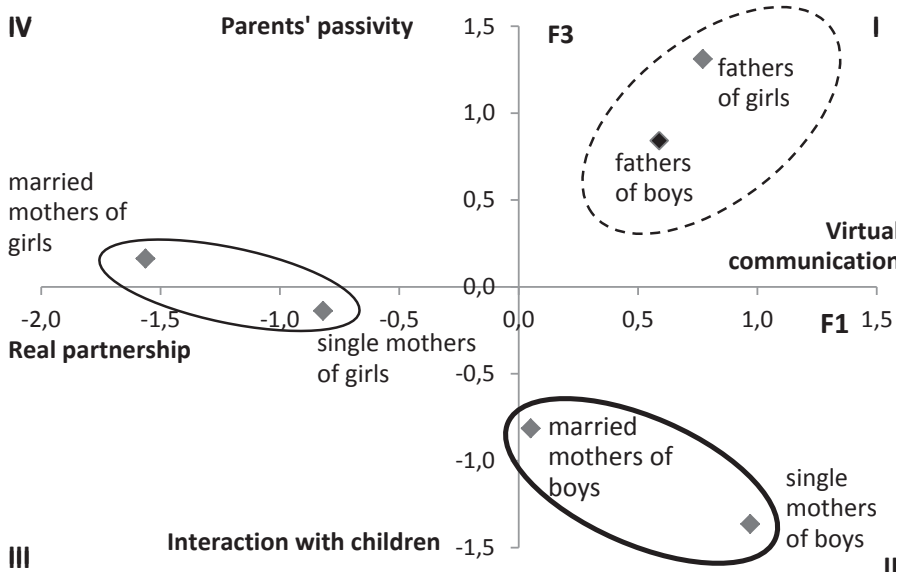 IV
Parents' passivity
1,5
F3
I
fathers
of girls
1,0
fathers
of boys
married
mothers of
girls
0,5
Virtual
communication
0,0
-2,0
-1,5
-1,0
-0,5
0,0
0,5
1,0
F1
1,5
Real partnership
single mothers
of girls
-0,5
married
mothers of
boys
-1,0
single
mothers
of boys
Interaction with children
-1,5
III
II